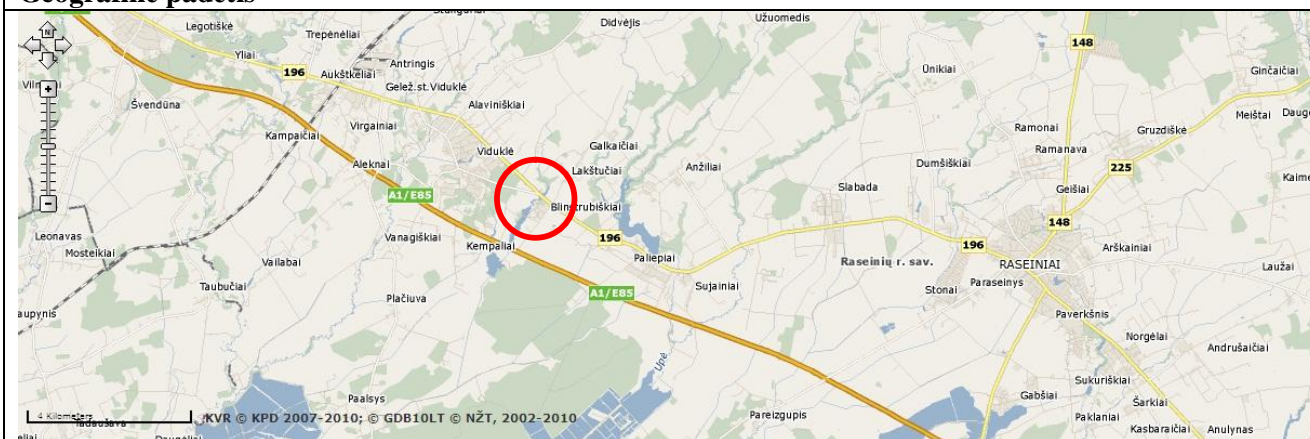 Geografinė padėtis
Legotiškė
Trepėnėliai
Didvėjis
Užuomedis
148
Yliai
196
Aukštkeliai
Antringis
Gelež.st.Viduklė
Ūnikiai
Ginčaičiai
Švendūna
Alaviniškiai
Meištai
Kampaičiai
Virgainiai
Ramonai
Gruzdiškė
Viduklė
Galkaičiai
Ramanava
Aleknai
Lakštučiai
Anžiliai
Dumšiškiai
225
A1/E85
Slabada
Geišiai
Blinstrubiškiai
148
Leonavas
Vanagiškiai
Kempaliai
196
196
Arškainiai
Mosteikiai
Vailabai
Paliepiai
Raseinių r. sav.
RASEINIAI
Laužai
Taubučiai
Sujainiai
Stonai
Paraseinys
Plačiuva
A1/E85
Paverkšnis
Norgėlai
Andrušaičiai
Upė
Sukuriškiai
Paalsys
Gabšiai
Šarkiai
4 Kilometers
KVR © KPD 2007-2010; © GDB10LT © NŽT, 2002-2010
Pareizgupis
Paklaniai
Kasbaraičiai
Anulynas